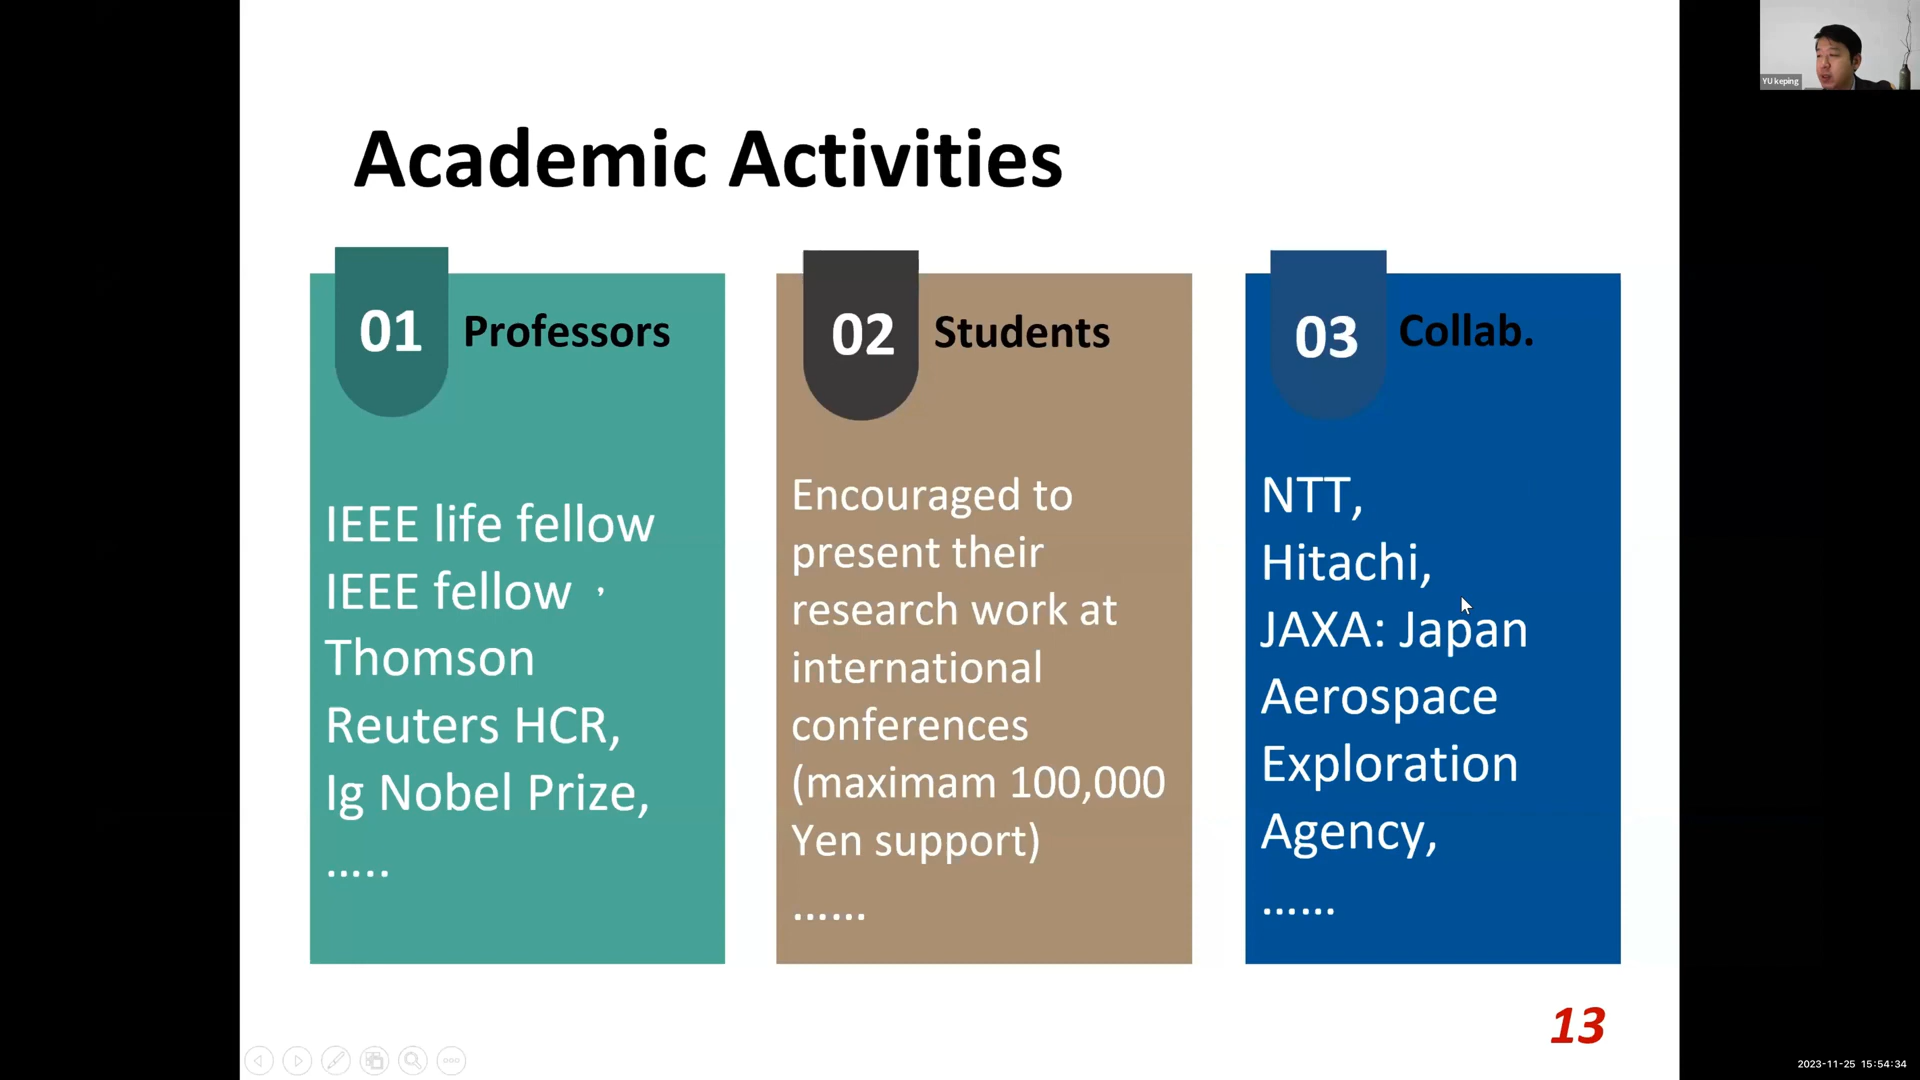 YU keping
Academic Activities
01
Professors
IEEE life fellow
IEEE fellow ，
Thomson
Reuters HCR,
Ig Nobel Prize,
.....
02
Students
Encouraged to
present their
research work at
international
conferences
(maximam 100,000
Yen support)
......
03
Collab.
NTT,
Hitachi,
JAXA: Japan
Aerospace
Exploration
Agency,
......
13
2023-11-25 15:54:34